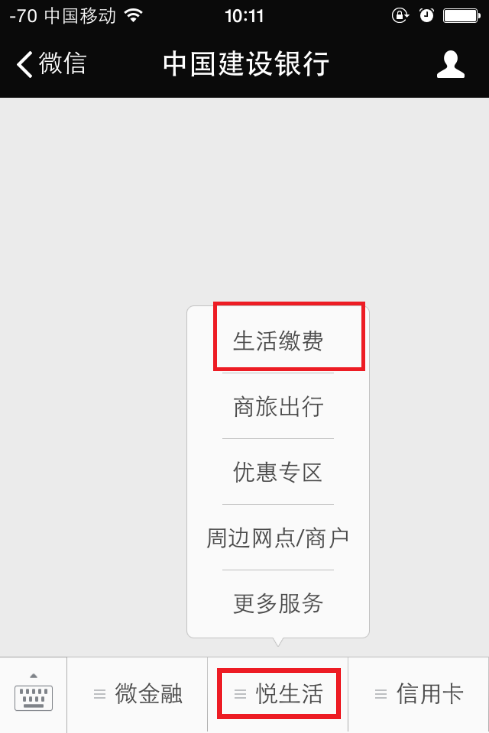 -70 中国移动 10:11
微信 中国建设银行
生活缴费
商旅出行
优惠专区
周边网点/商户
更多服务
微金融 悦生活 信用卡